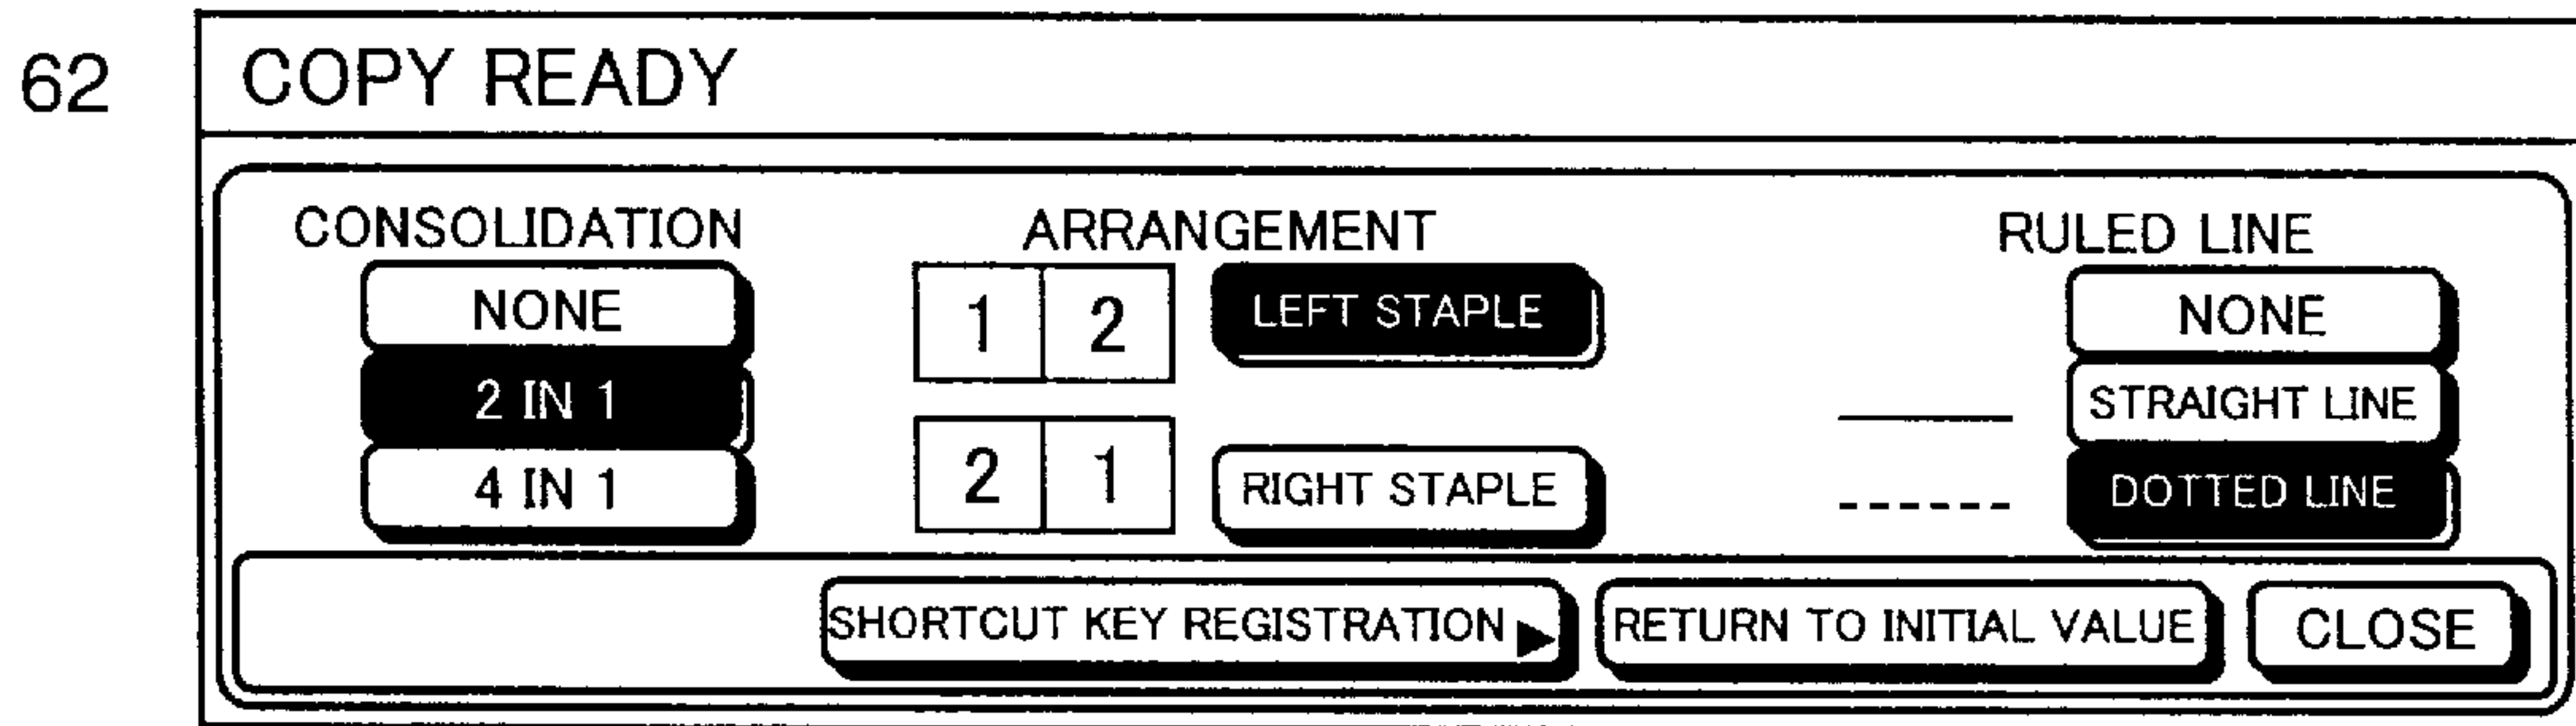 62 COPY READY
CONSOLIDATION ARRANGEMENT RULED LINE
NONE 1 2 LEFT STAPLE NONE
2 IN 1 STRAIGHT LINE
4 IN 1 2 1 RIGHT STAPLE DOTTED LINE
SHORTCUT KEY REGISTRATION ▶ RETURN TO INITIAL VALUE CLOSE